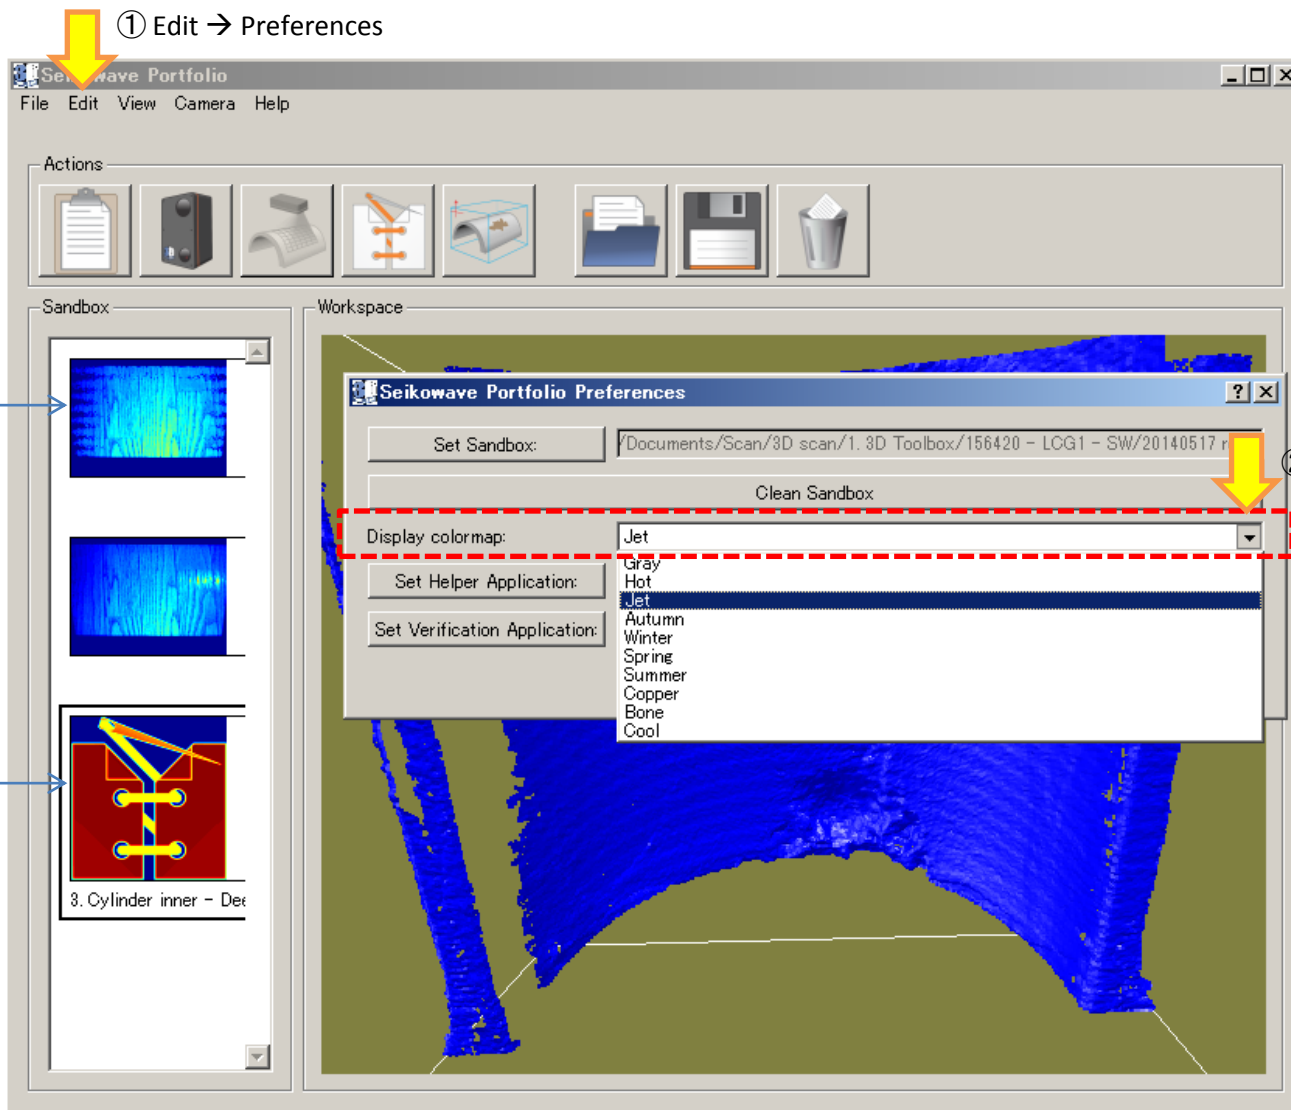 ① Edit → Preferences
Seikowave Portfolio
File Edit View Camera Help
Actions
Sandbox
Workspace
3. Cylinder inner - Dee
Seikowave Portfolio Preferences
Set Sandbox:
/Documents/Scan/3D scan/1. 3D Toolbox/156420 - LCG1 - SW/20140517 r
Clean Sandbox
Display colormap:
Jet
Gray
Hot
Jet
Autumn
Winter
Spring
Summer
Copper
Bone
Cool
Set Helper Application:
Set Verification Application: